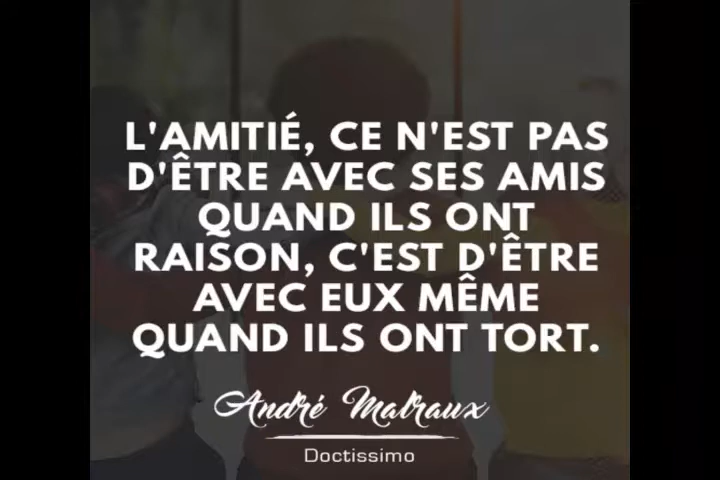 L'AMITIÉ, CE N'EST PAS
D'ÊTRE AVEC SES AMIS
QUAND ILS ONT
RAISON, C'EST D'ÊTRE
AVEC EUX MÊME
QUAND ILS ONT TORT.
André Malraux
Doctissimo